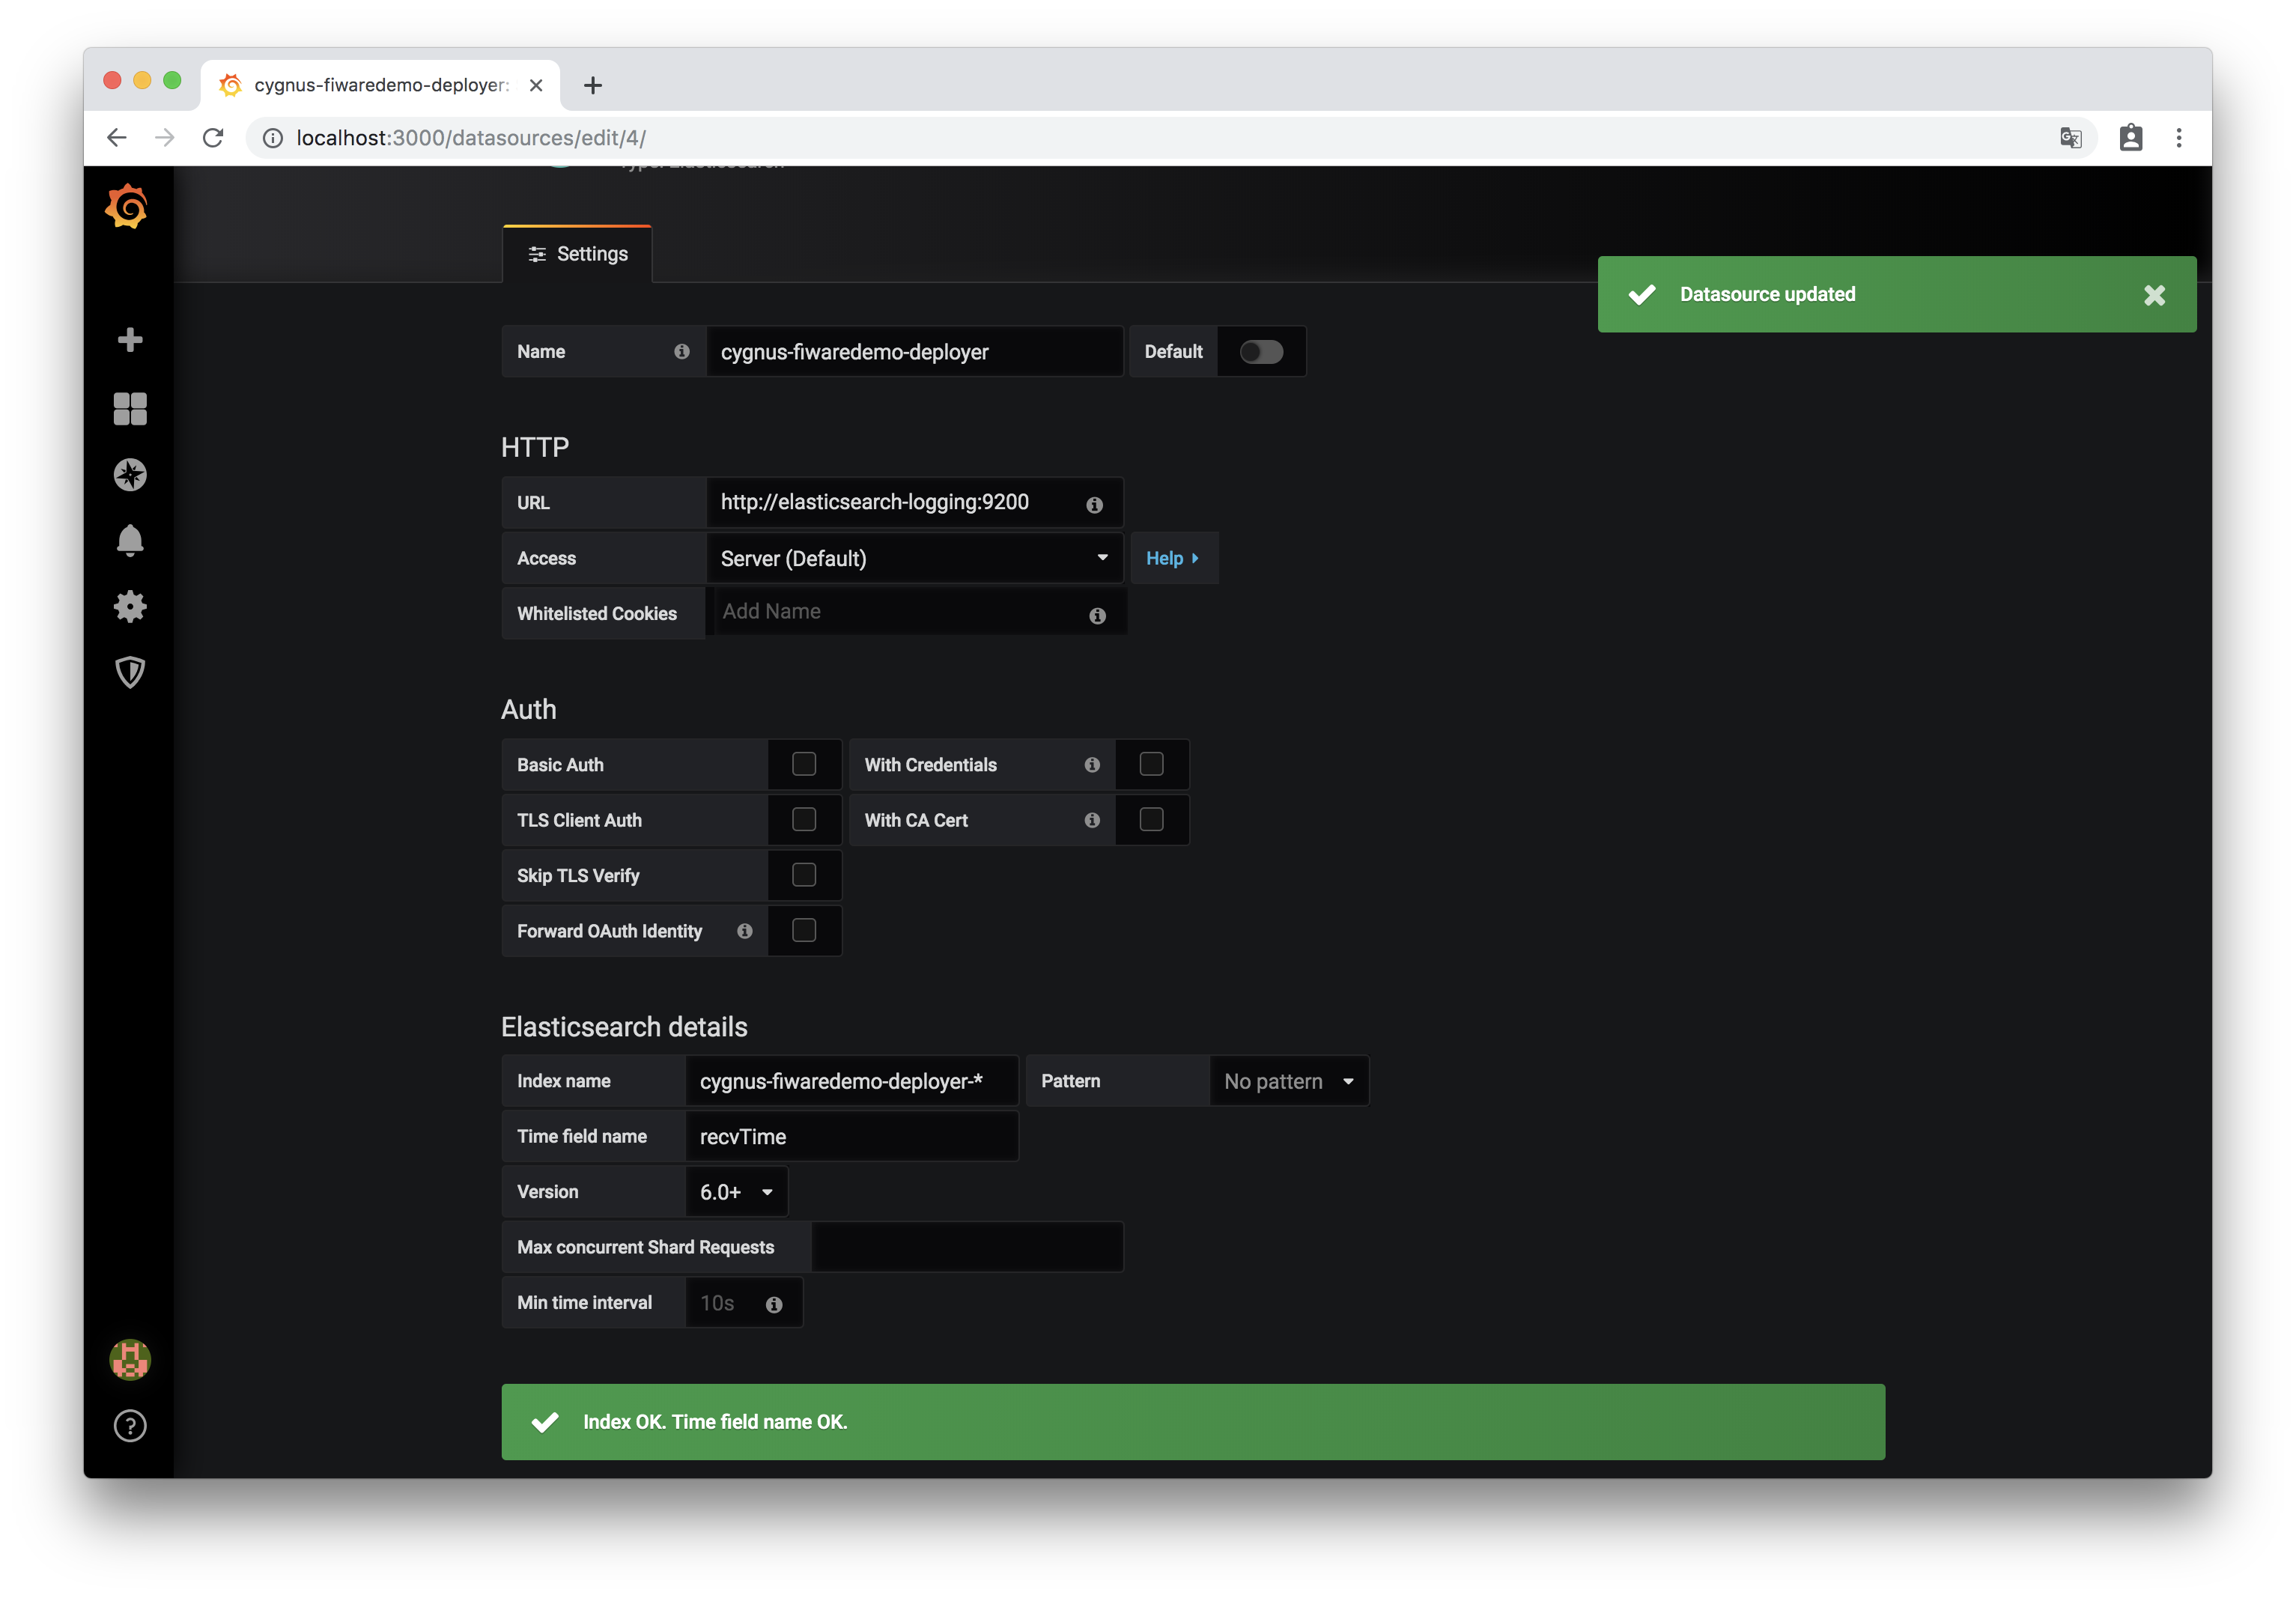 cygnus-fiwaredemo-deployer:
localhost:3000/datasources/edit/4/
Type: Elasticsearch
Settings
Datasource updated
Name cygnus-fiwaredemo-deployer Default
HTTP
URL http://elasticsearch-logging:9200
Access Server (Default) Help
Whitelisted Cookies Add Name
Auth
Basic Auth With Credentials
TLS Client Auth With CA Cert
Skip TLS Verify
Forward OAuth Identity
Elasticsearch details
Index name cygnus-fiwaredemo-deployer-* Pattern No pattern
Time field name recvTime
Version 6.0+
Max concurrent Shard Requests
Min time interval 10s
Index OK. Time field name OK.